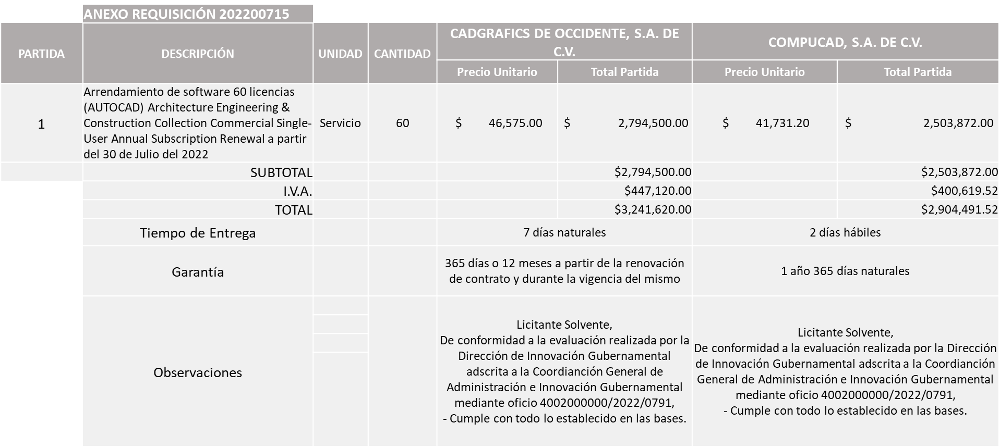 ANEXO REQUISICIÓN 202200715
PARTIDA
DESCRIPCIÓN
UNIDAD
CANTIDAD
CADGRAFICS DE OCCIDENTE, S.A. DE
C.V.
COMPUCAD, S.A. DE C.V.
Precio Unitario
Total Partida
Precio Unitario
Total Partida
1
Arrendamiento de software 60 licencias
(AUTOCAD) Architecture Engineering &
Construction Collection Commercial Single-
User Annual Subscription Renewal a partir
del 30 de Julio del 2022
Servicio
60
$ 46,575.00
$ 2,794,500.00
$ 41,731.20
$ 2,503,872.00
SUBTOTAL
$2,794,500.00
$2,503,872.00
I.V.A.
$447,120.00
$400,619.52
TOTAL
$3,241,620.00
$2,904,491.52
Tiempo de Entrega
7 días naturales
2 días hábiles
Garantía
365 días o 12 meses a partir de la renovación
de contrato y durante la vigencia del mismo
1 año 365 días naturales
Observaciones
Licitante Solvente,
De conformidad a la evaluación realizada por la
Dirección de Innovación Gubernamental
adscrita a la Coordianción General de
Administración e Innovación Gubernamental
mediante oficio 4002000000/2022/0791,
- Cumple con todo lo establecido en las bases.
Licitante Solvente,
De conformidad a la evaluación realizada por la Dirección
de Innovación Gubernamental adscrita a la Coordianción
General de Administración e Innovación Gubernamental
mediante oficio 4002000000/2022/0791,
- Cumple con todo lo establecido en las bases.